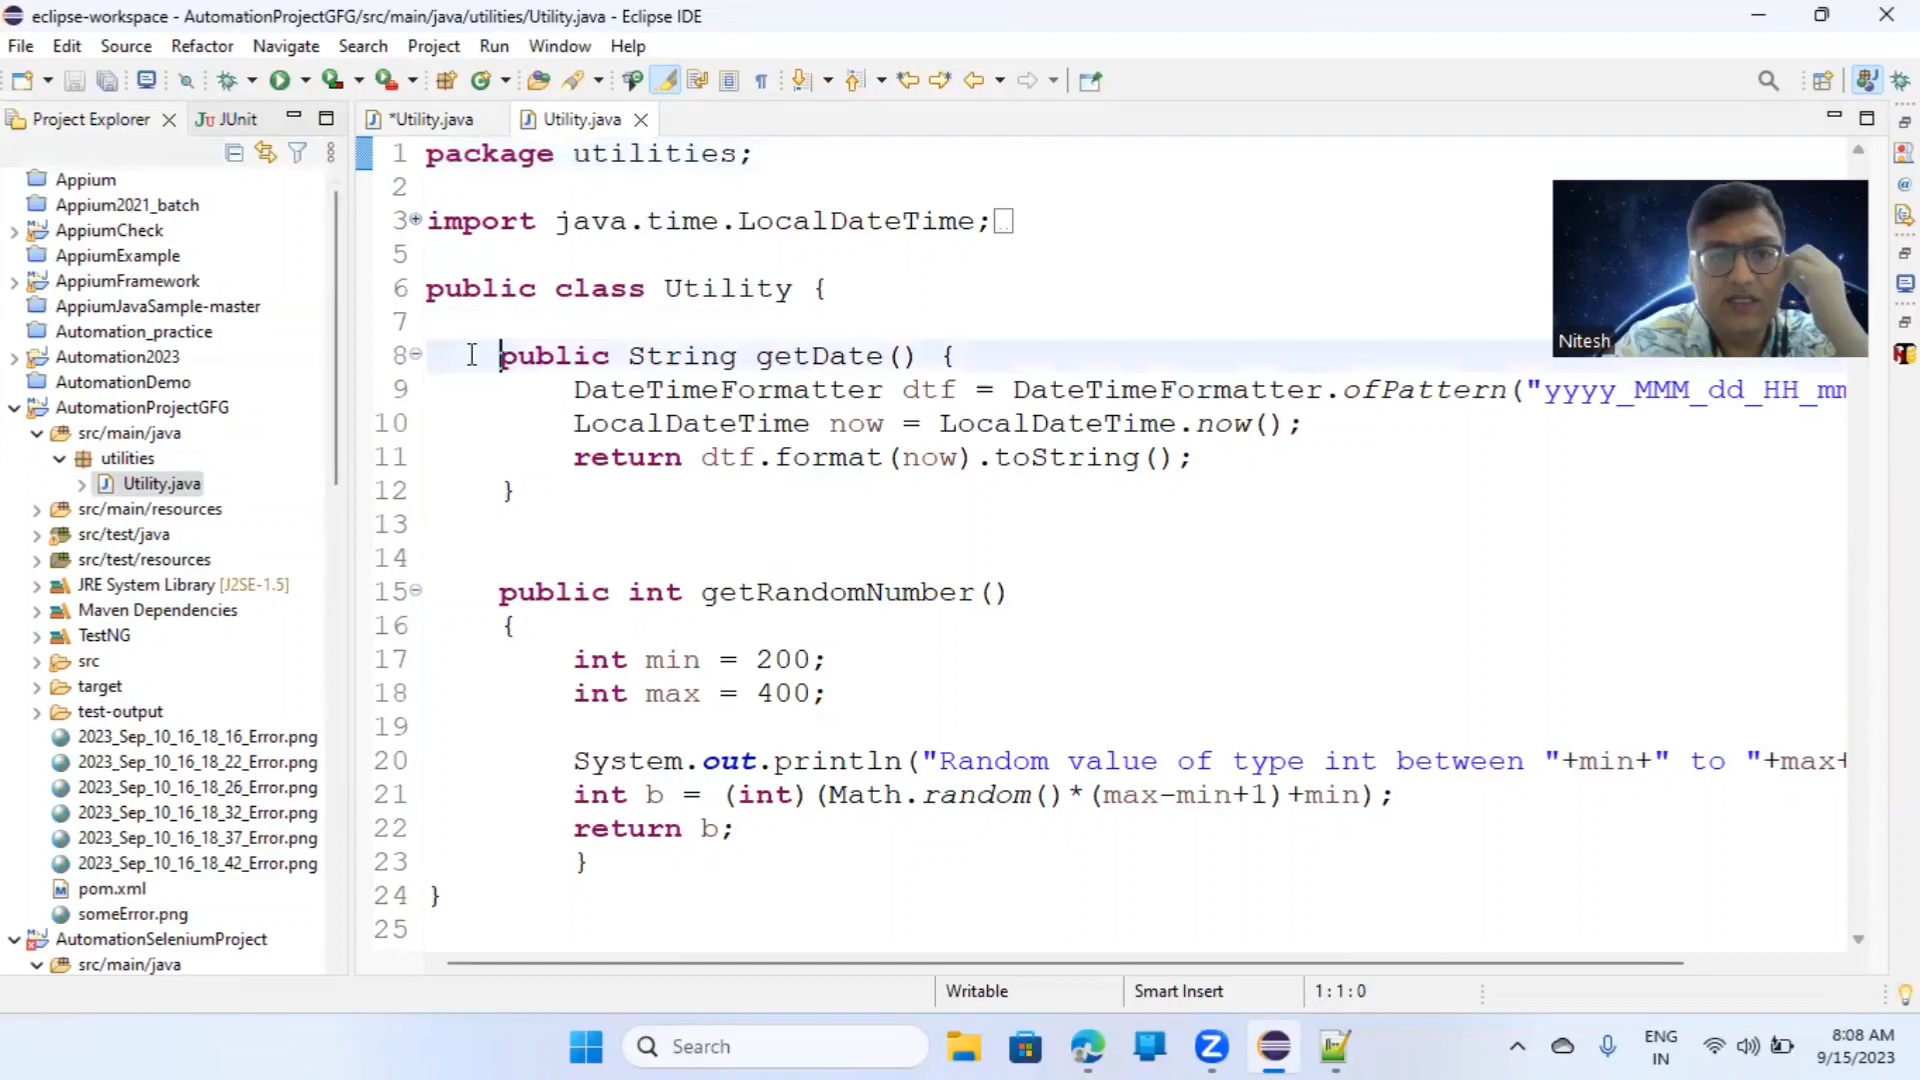 eclipse-workspace - AutomationProjectGFG/src/main/java/utilities/Utility.java - Eclipse IDE
File Edit Source Refactor Navigate Search Project Run Window Help
Project Explorer JUnit
*Utility.java Utility.java
Appium
Appium2021_batch
AppiumCheck
AppiumExample
AppiumFramework
AppiumJavaSample-master
Automation_practice
Automation2023
AutomationDemo
AutomationProjectGFG
src/main/java
utilities
Utility.java
src/main/resources
src/test/java
src/test/resources
JRE System Library [J2SE-1.5]
Maven Dependencies
TestNG
src
target
test-output
2023_Sep_10_16_18_16_Error.png
2023_Sep_10_16_18_22_Error.png
2023_Sep_10_16_18_26_Error.png
2023_Sep_10_16_18_32_Error.png
2023_Sep_10_16_18_37_Error.png
2023_Sep_10_16_18_42_Error.png
pom.xml
someError.png
AutomationSeleniumProject
src/main/java
1 package utilities;
2
3 import java.time.LocalDateTime;
5
6 public class Utility {
7
8 public String getDate() {
9 DateTimeFormatter dtf = DateTimeFormatter.ofPattern("yyyy_MMM_dd_HH_mm
10 LocalDateTime now = LocalDateTime.now();
11 return dtf.format(now).toString();
12 }
13
14
15 public int getRandomNumber()
16 {
17 int min = 200;
18 int max = 400;
19
20 System.out.println("Random value of type int between "+min+" to "+max+
21 int b = (int)(Math.random()*(max-min+1)+min);
22 return b;
23 }
24 }
25
Nitesh
Writable Smart Insert 1 : 1 : 0
Search
ENG
IN
8:08 AM
9/15/2023